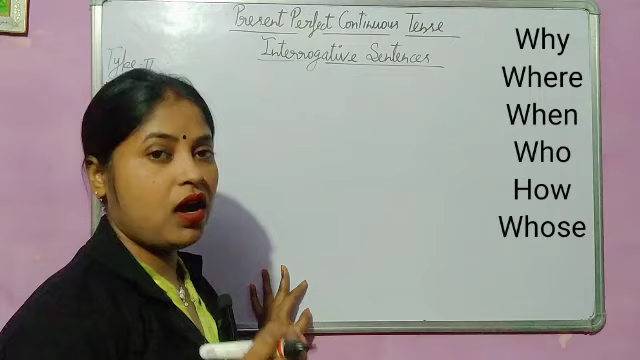 Present Perfect Continuous Tense
Interrogative Sentences
Type-II
Why
Where
When
Who
How
Whose